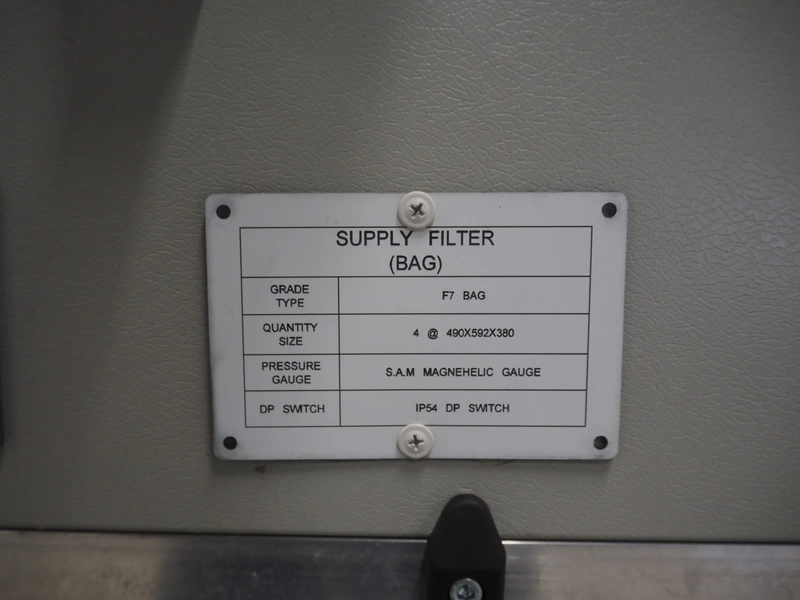 SUPPLY FILTER
(BAG)
GRADE TYPE F7 BAG
QUANTITY SIZE 4 @ 490X592X380
PRESSURE GAUGE S.A.M MAGNEHELIC GAUGE
DP SWITCH IP54 DP SWITCH